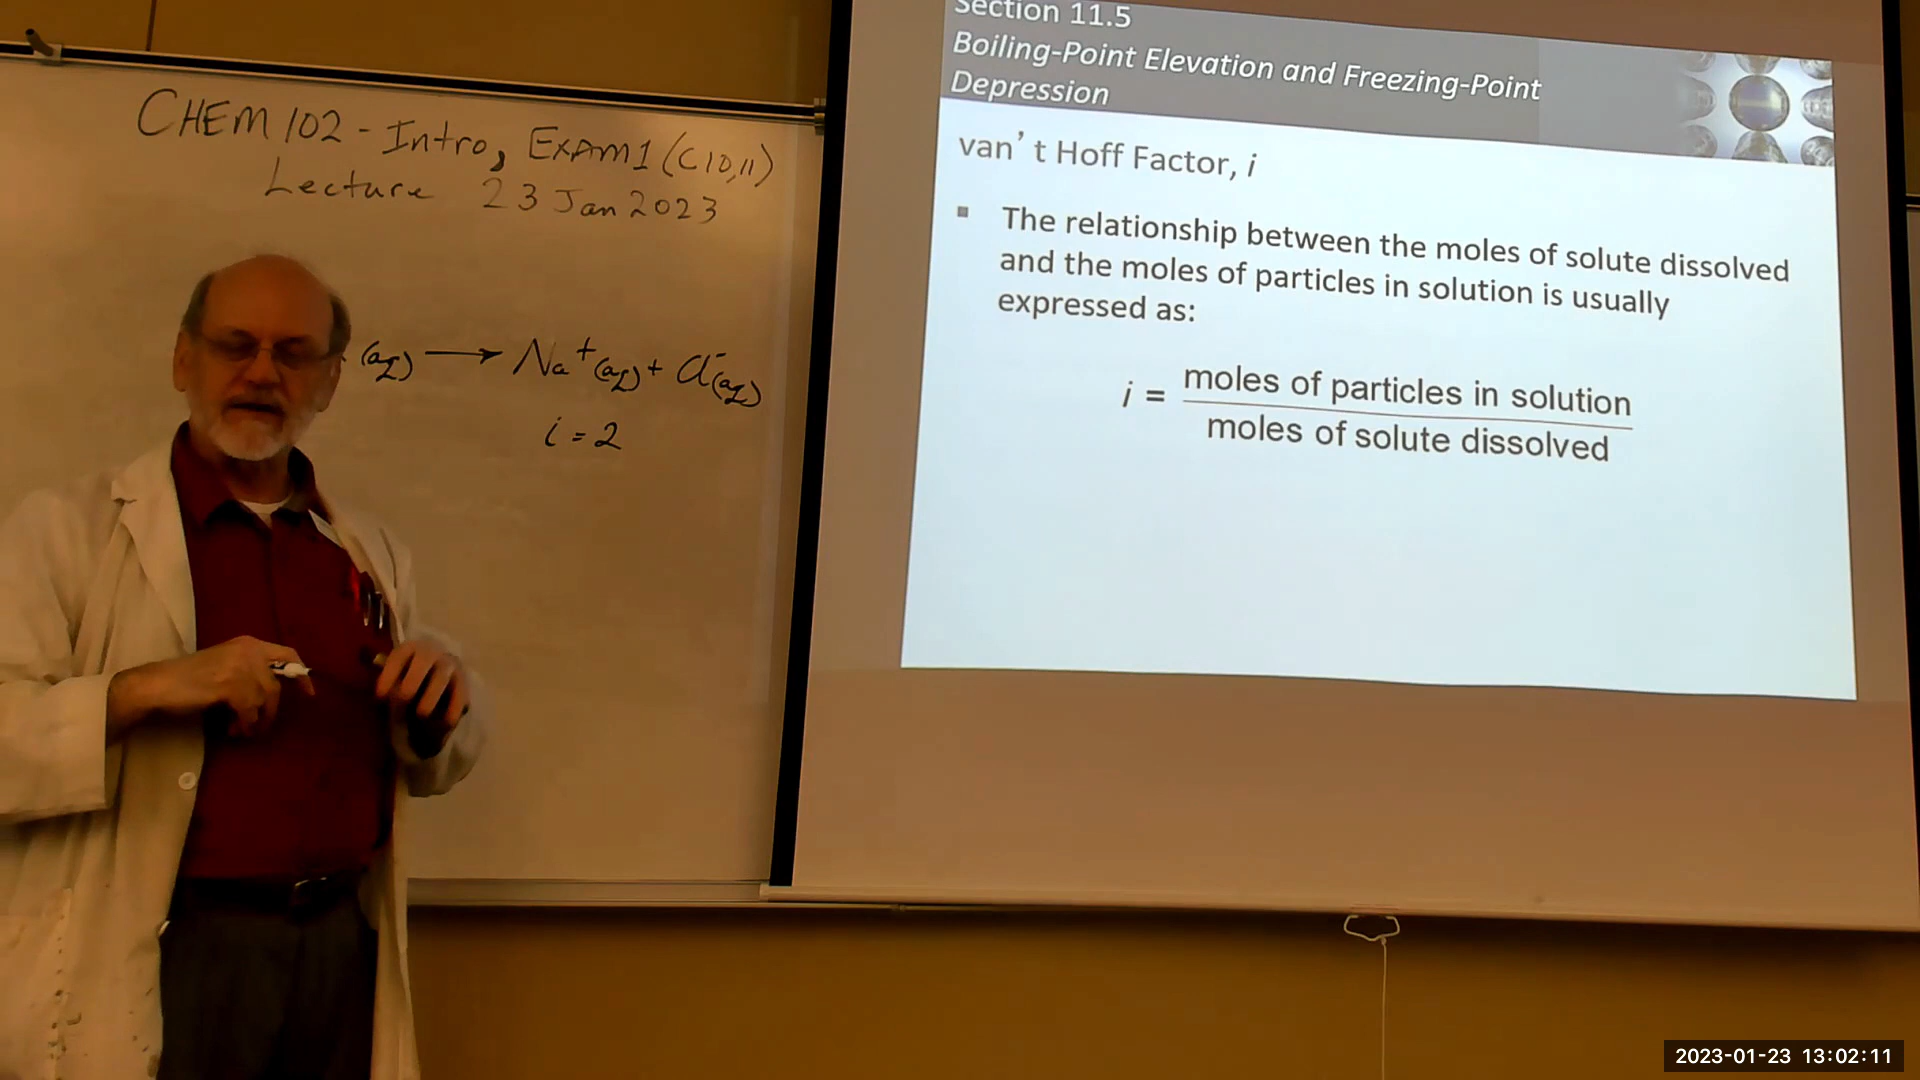 CHEM 102 - Intro, EXAM 1 (C10,11)
Lecture 23 Jan 2023
(aq) → Na⁺(aq) + Cl⁻(aq)
i = 2
Section 11.5
Boiling-Point Elevation and Freezing-Point
Depression
van't Hoff Factor, i
▪ The relationship between the moles of solute dissolved
and the moles of particles in solution is usually
expressed as:
i = moles of particles in solution
moles of solute dissolved
2023-01-23 13:02:11